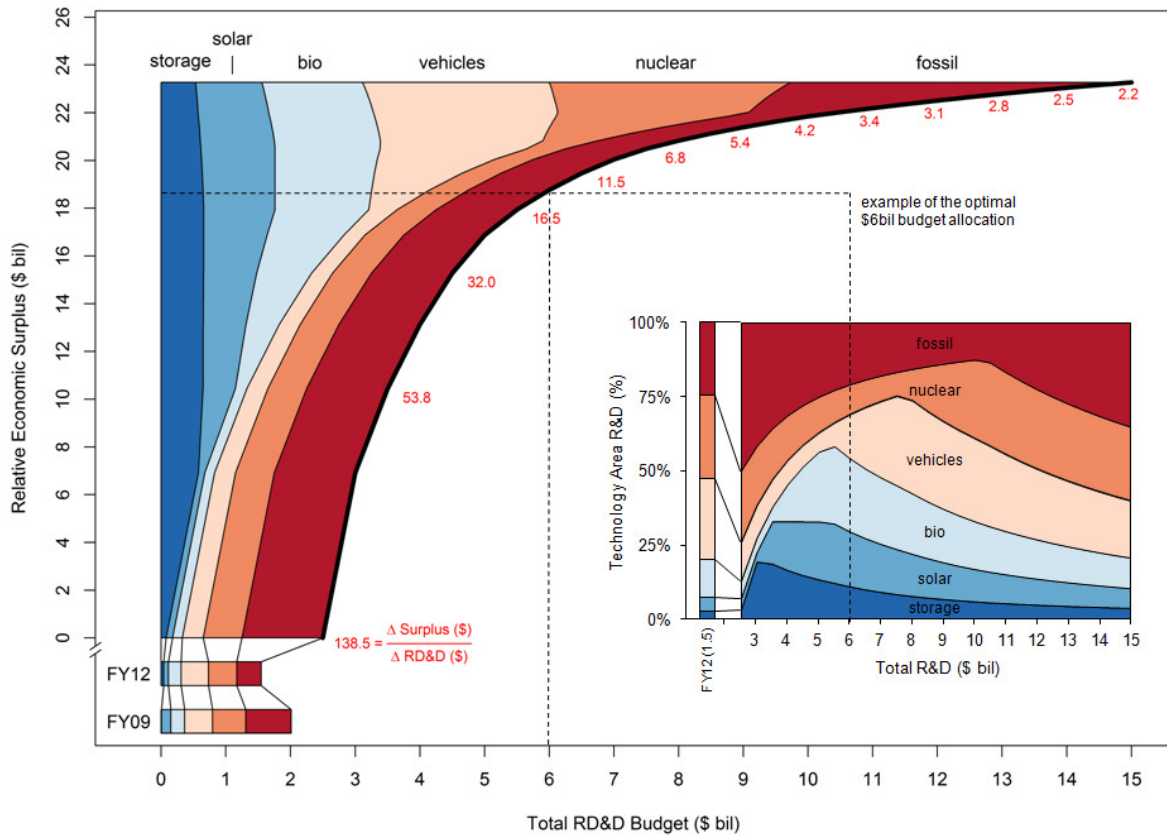 26
24
22
20
18
16
14
12
10
8
6
4
2
0
Relative Economic Surplus ($ bil)
solar
storage
bio
vehicles
nuclear
fossil
2.2
2.5
2.8
3.1
3.4
4.2
5.4
6.8
11.5
16.5
32.0
53.8
138.5 = Δ Surplus ($)
Δ RD&D ($)
example of the optimal
$6bil budget allocation
FY12
FY09
0 1 2 3 4 5 6 7 8 9 10 11 12 13 14 15
Total RD&D Budget ($ bil)
100%
75%
50%
25%
0%
Technology Area R&D (%)
fossil
nuclear
vehicles
bio
solar
storage
FY12 (1.5)
3 4 5 6 7 8 9 10 11 12 13 14 15
Total R&D ($ bil)